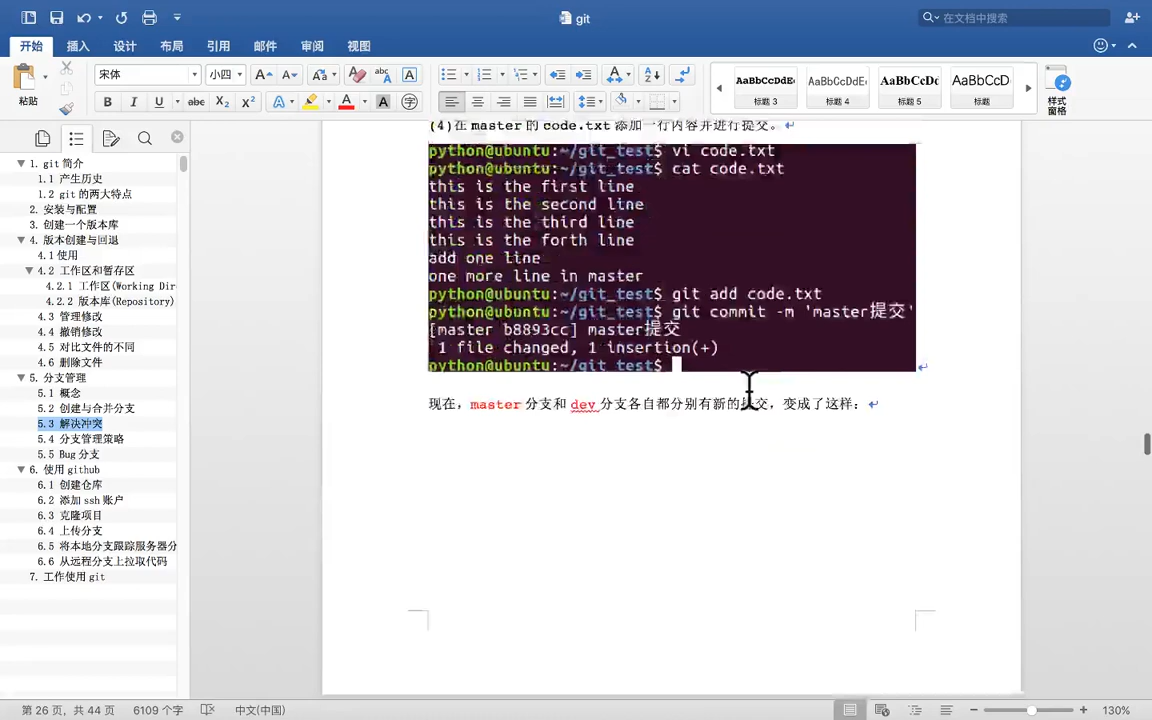 git
在文档中搜索
开始 插入 设计 布局 引用 邮件 审阅 视图
粘贴
宋体 小四
AaBbCcDdE AaBbCcDdE AaBbCcDc AaBbCcD
标题 3 标题 4 标题 5 标题
样式
窗格
1. git 简介
1.1 产生历史
1.2 git 的两大特点
2. 安装与配置
3. 创建一个版本库
4. 版本创建与回退
4.1 使用
4.2 工作区和暂存区
4.2.1 工作区(Working Dir
4.2.2 版本库(Repository)
4.3 管理修改
4.4 撤销修改
4.5 对比文件的不同
4.6 删除文件
5. 分支管理
5.1 概念
5.2 创建与合并分支
5.3 解决冲突
5.4 分支管理策略
5.5 Bug 分支
6. 使用 github
6.1 创建仓库
6.2 添加 ssh 账户
6.3 克隆项目
6.4 上传分支
6.5 将本地分支跟踪服务器分
6.6 从远程分支上拉取代码
7. 工作使用 git
(4)在 master 的 code.txt 添加一行内容并进行提交。
python@ubuntu:~/git_test$ vi code.txt
python@ubuntu:~/git_test$ cat code.txt
this is the first line
this is the second line
this is the third line
this is the forth line
add one line
one more line in master
python@ubuntu:~/git_test$ git add code.txt
python@ubuntu:~/git_test$ git commit -m 'master提交'
[master b8893cc] master提交
1 file changed, 1 insertion(+)
python@ubuntu:~/git_test$
现在，master 分支和 dev 分支各自都分别有新的提交，变成了这样：
第 26 页，共 44 页 6109 个字 中文(中国) 130%